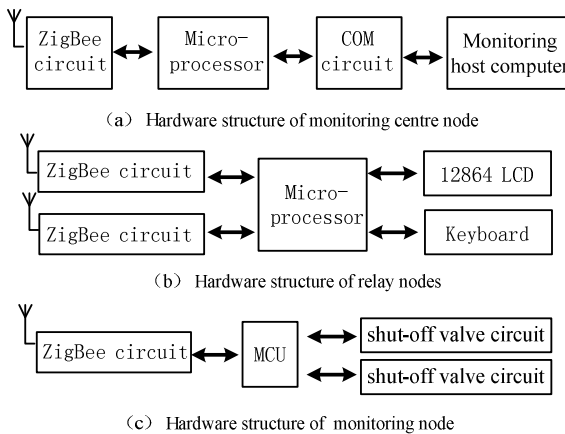 ZigBee
circuit
Micro-
processor
COM
circuit
Monitoring
host computer
(a) Hardware structure of monitoring centre node
ZigBee circuit
ZigBee circuit
Micro-
processor
12864 LCD
Keyboard
(b) Hardware structure of relay nodes
ZigBee circuit
MCU
shut-off valve circuit
shut-off valve circuit
(c) Hardware structure of monitoring node